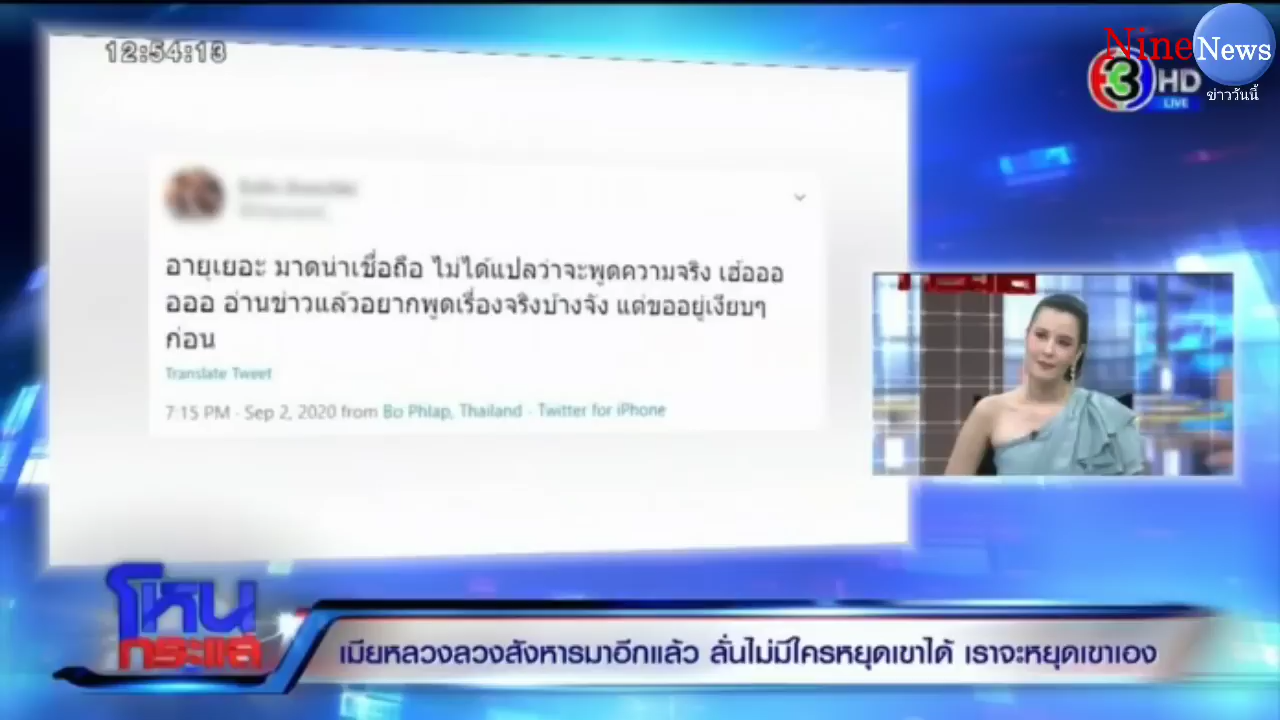 12:54:13
Nine News
ข่าววันนี้
3 HD
LIVE
อายุเยอะ มาดน่าเชื่อถือ ไม่ได้แปลว่าจะพูดความจริง เฮ้อออ
อออ อ่านข่าวแล้วอยากพูดเรื่องจริงบ้างจัง แต่ขออยู่เงียบๆ
ก่อน
Translate Tweet
7:15 PM · Sep 2, 2020 from Bo Phlap, Thailand · Twitter for iPhone
โหนกระแส
เมียหลวงลวงสังหารมาอีกแล้ว ลั่นไม่มีใครหยุดเขาได้ เราจะหยุดเขาเอง